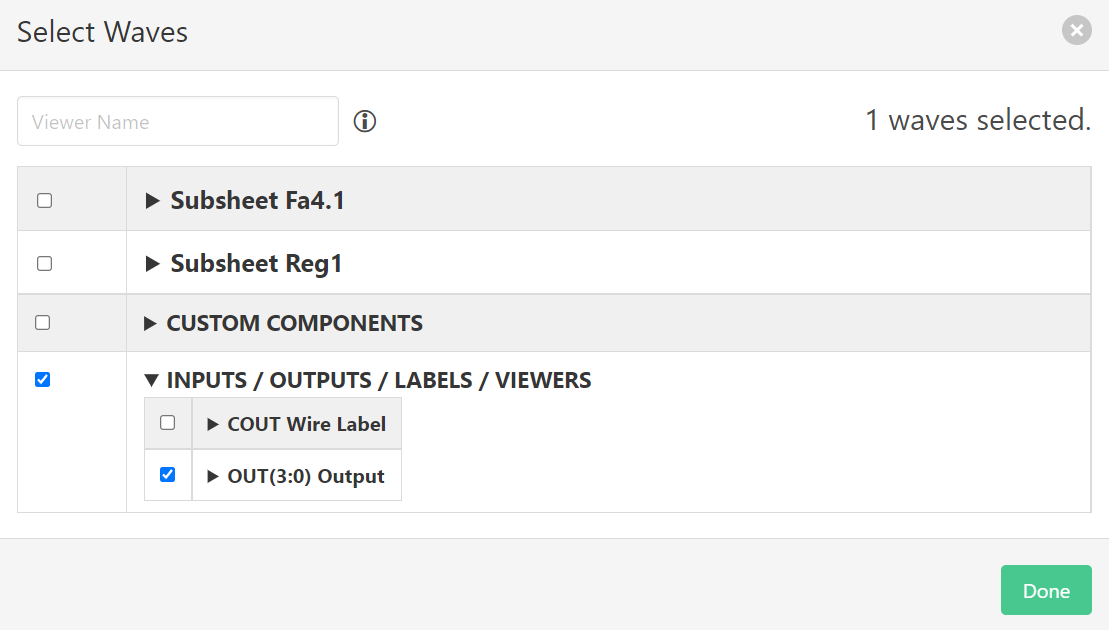 Select Waves
Viewer Name
1 waves selected.
Subsheet Fa4.1
Subsheet Reg1
CUSTOM COMPONENTS
INPUTS / OUTPUTS / LABELS / VIEWERS
COUT Wire Label
OUT(3:0) Output
Done